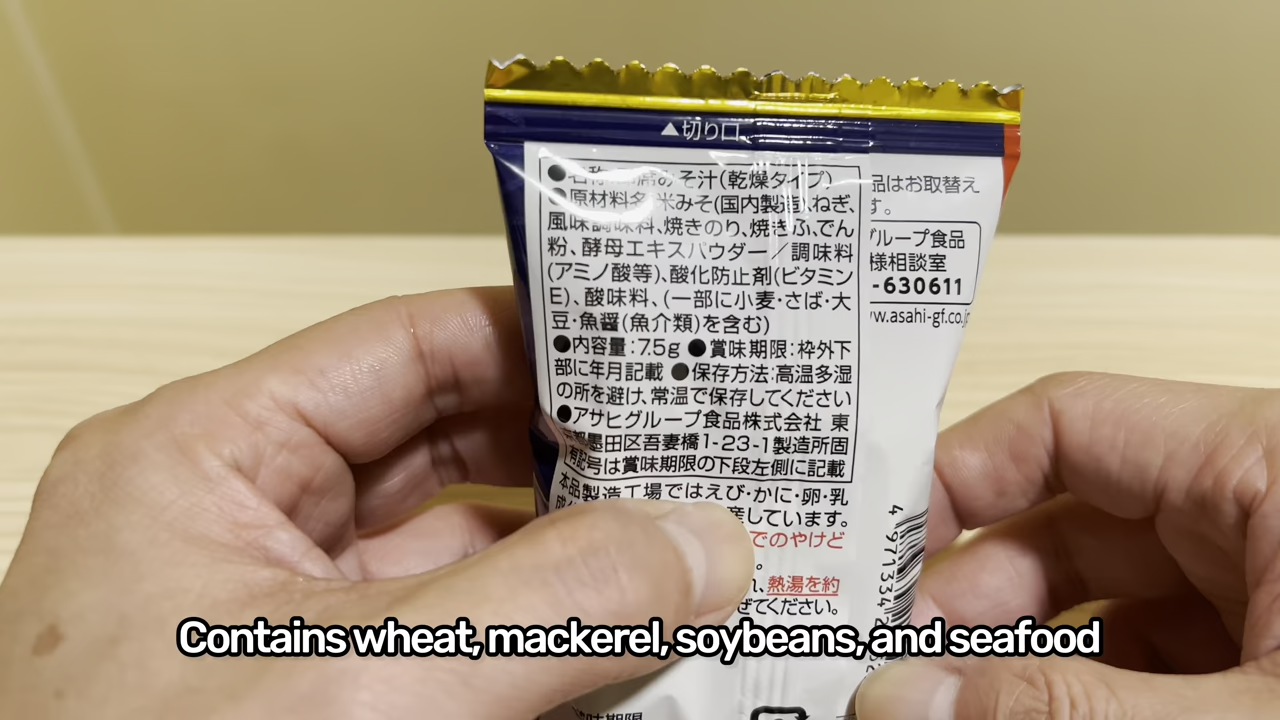 ▲切り口
●名称 即席みそ汁(乾燥タイプ)
●原材料名 米みそ(国内製造)、ねぎ、
風味調味料、焼きのり、焼きふ、でん
粉、酵母エキスパウダー/調味料
(アミノ酸等)、酸化防止剤(ビタミン
E)、酸味料、(一部に小麦・さば・大
豆・魚醤(魚介類)を含む)
●内容量:7.5g ●賞味期限:枠外下
部に年月記載 ●保存方法:高温多湿
の所を避け、常温で保存してください
●アサヒグループ食品株式会社 東
京都墨田区吾妻橋1-23-1製造所固
有記号は賞味期限の下段左側に記載
本品製造工場ではえび・かに・卵・乳
産しています。
でのやけど
。
熱湯を約
ぜてください。
品はお取替え
す。
グループ食品
様相談室
-630611
ww.asahi-gf.co.j
4 971334 2
Contains wheat, mackerel, soybeans, and seafood